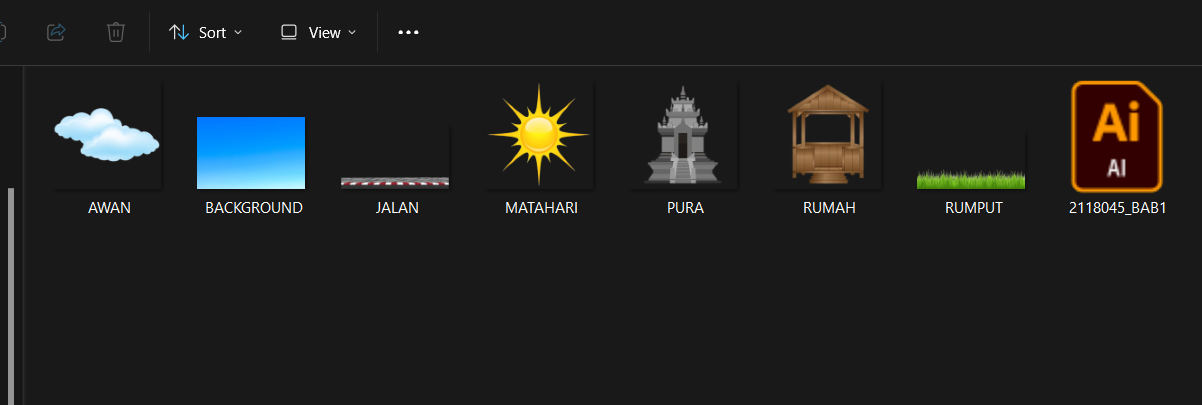 Sort
View
Ai
AI
AWAN
BACKGROUND
JALAN
MATAHARI
PURA
RUMAH
RUMPUT
2118045_BAB1